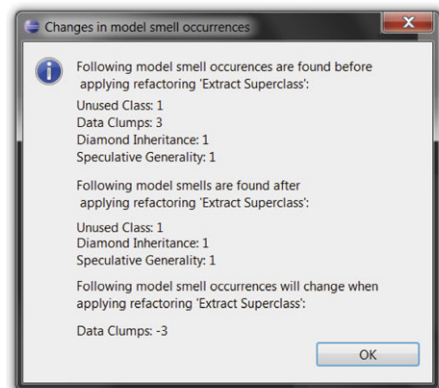 Changes in model smell occurrences
Following model smell occurences are found before
applying refactoring 'Extract Superclass':
Unused Class: 1
Data Clumps: 3
Diamond Inheritance: 1
Speculative Generality: 1
Following model smells are found after
applying refactoring 'Extract Superclass':
Unused Class: 1
Diamond Inheritance: 1
Speculative Generality: 1
Following model smell occurrences will change when
applying refactoring 'Extract Superclass':
Data Clumps: -3
OK